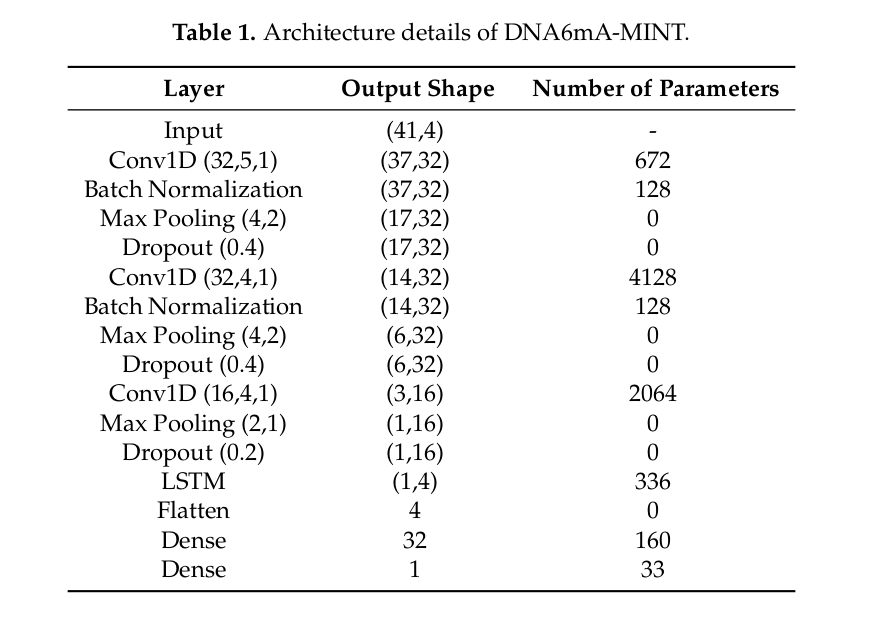 Table 1. Architecture details of DNA6mA-MINT.
Layer Output Shape Number of Parameters
Input (41,4) -
Conv1D (32,5,1) (37,32) 672
Batch Normalization (37,32) 128
Max Pooling (4,2) (17,32) 0
Dropout (0.4) (17,32) 0
Conv1D (32,4,1) (14,32) 4128
Batch Normalization (14,32) 128
Max Pooling (4,2) (6,32) 0
Dropout (0.4) (6,32) 0
Conv1D (16,4,1) (3,16) 2064
Max Pooling (2,1) (1,16) 0
Dropout (0.2) (1,16) 0
LSTM (1,4) 336
Flatten 4 0
Dense 32 160
Dense 1 33